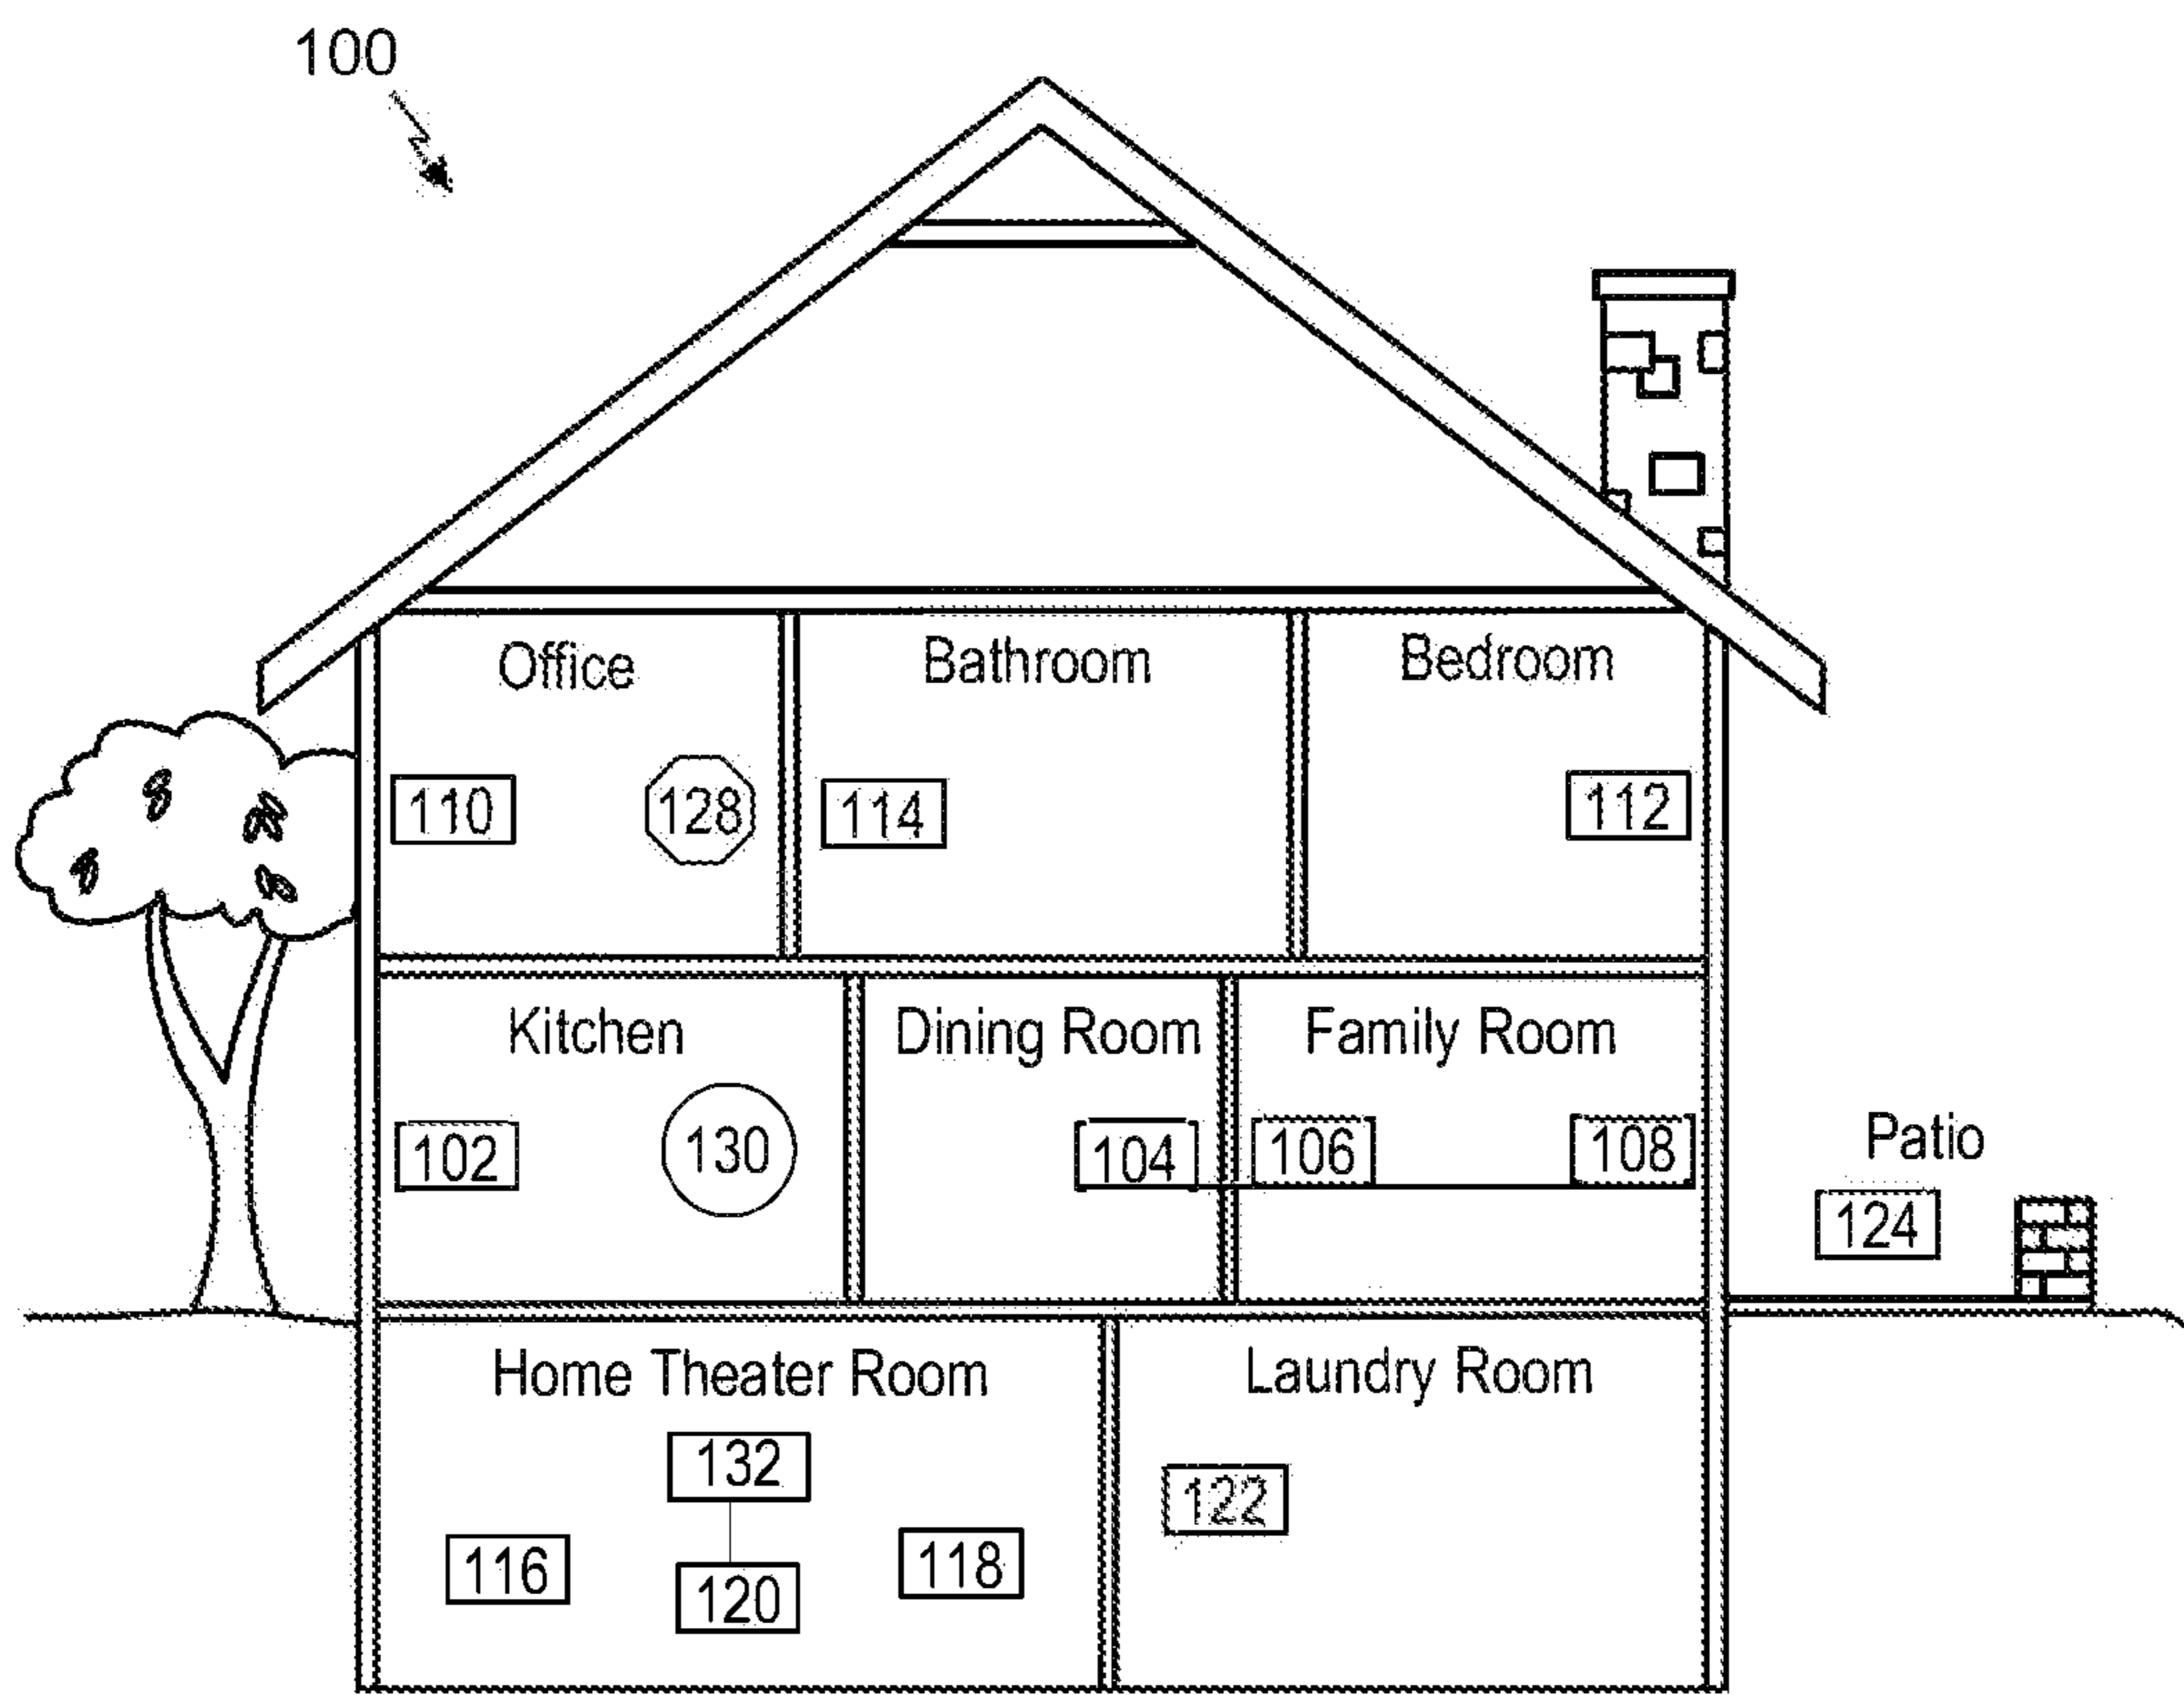 100
Office
Bathroom
Bedroom
110
128
114
112
Kitchen
Dining Room
Family Room
102
130
104
106
108
Patio
124
Home Theater Room
Laundry Room
132
122
116
120
118